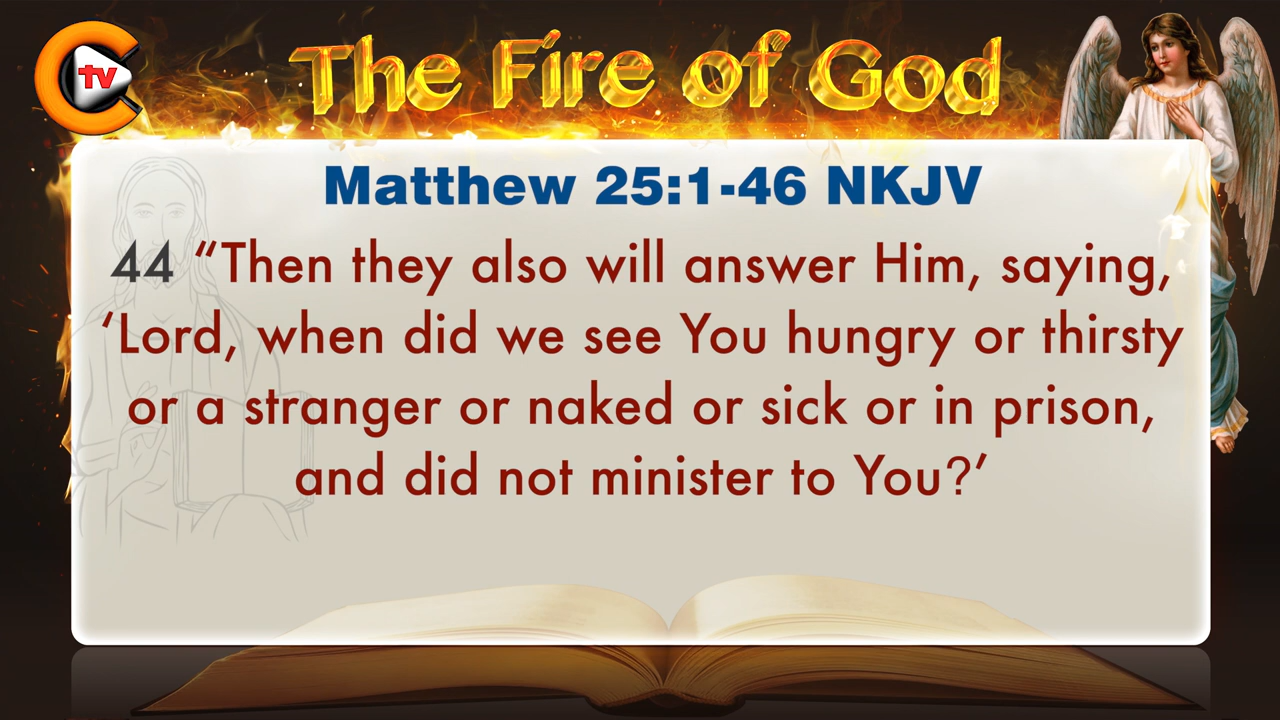 tv
The Fire of God
Matthew 25:1-46 NKJV
44 “Then they also will answer Him, saying,
‘Lord, when did we see You hungry or thirsty
or a stranger or naked or sick or in prison,
and did not minister to You?’